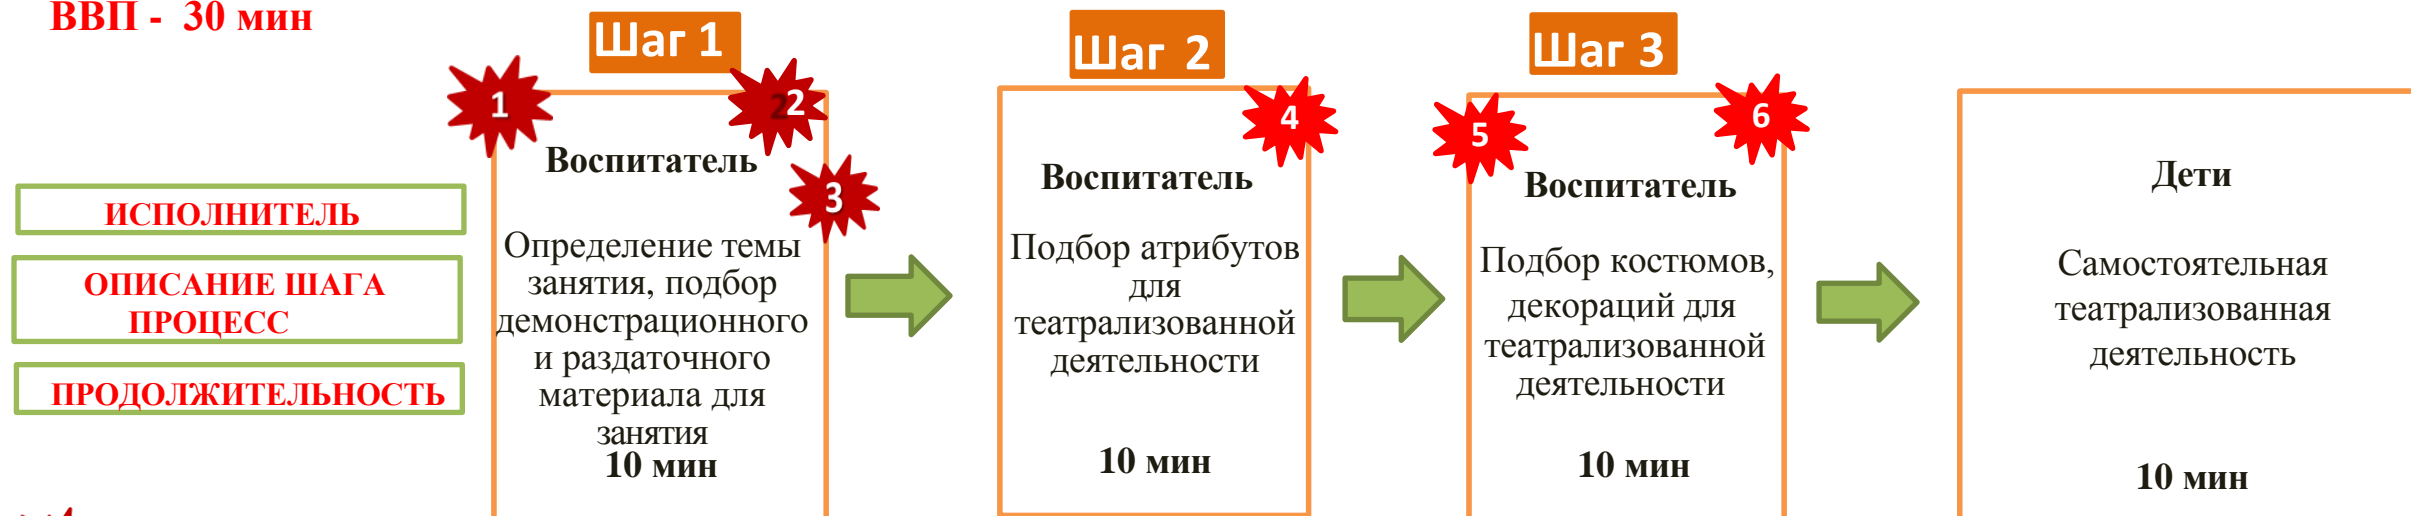 ВВП - 30 мин
Шаг 1
Шаг 2
Шаг 3
ИСПОЛНИТЕЛЬ
ОПИСАНИЕ ШАГА
ПРОЦЕСС
ПРОДОЛЖИТЕЛЬНОСТЬ
1
2
3
Воспитатель
Определение темы
занятия, подбор
демонстрационного
и раздаточного
материала для
занятия
10 мин
4
Воспитатель
Подбор атрибутов
для
театрализованной
деятельности
10 мин
5
6
Воспитатель
Подбор костюмов,
декораций для
театрализованной
деятельности
10 мин
Дети
Самостоятельная
театрализованная
деятельность
10 мин